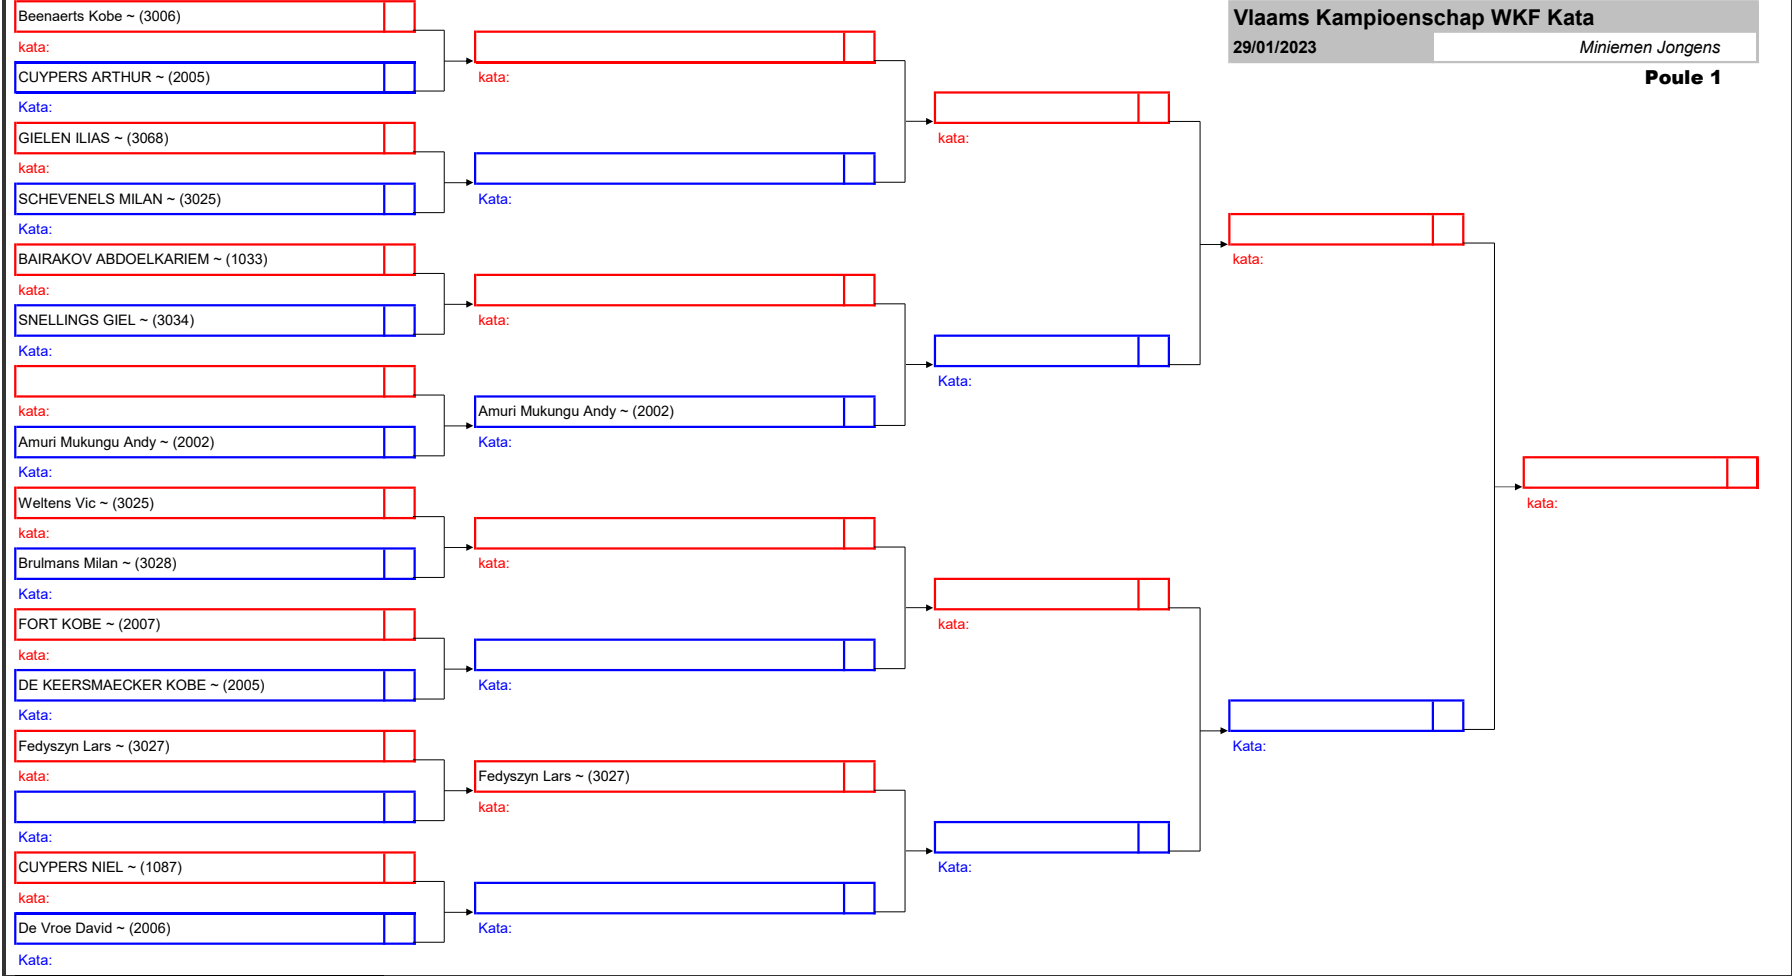 Vlaams Kampioenschap WKF Kata
29/01/2023
Miniemen Jongens
Poule 1
Beenaerts Kobe ~ (3006)
kata:
CUYPERS ARTHUR ~ (2005)
Kata:
GIELEN ILIAS ~ (3068)
kata:
SCHEVENELS MILAN ~ (3025)
Kata:
BAIRAKOV ABDOELKARIEM ~ (1033)
kata:
SNELLINGS GIEL ~ (3034)
Kata:
kata:
Amuri Mukungu Andy ~ (2002)
Kata:
Weltens Vic ~ (3025)
kata:
Brulmans Milan ~ (3028)
Kata:
FORT KOBE ~ (2007)
kata:
DE KEERSMAECKER KOBE ~ (2005)
Kata:
Fedyszyn Lars ~ (3027)
kata:
Kata:
CUYPERS NIEL ~ (1087)
kata:
De Vroe David ~ (2006)
Kata:
kata:
Kata:
kata:
Amuri Mukungu Andy ~ (2002)
Kata:
kata:
Kata:
Fedyszyn Lars ~ (3027)
kata:
Kata:
kata:
Kata:
kata:
Kata:
kata:
Kata:
kata: